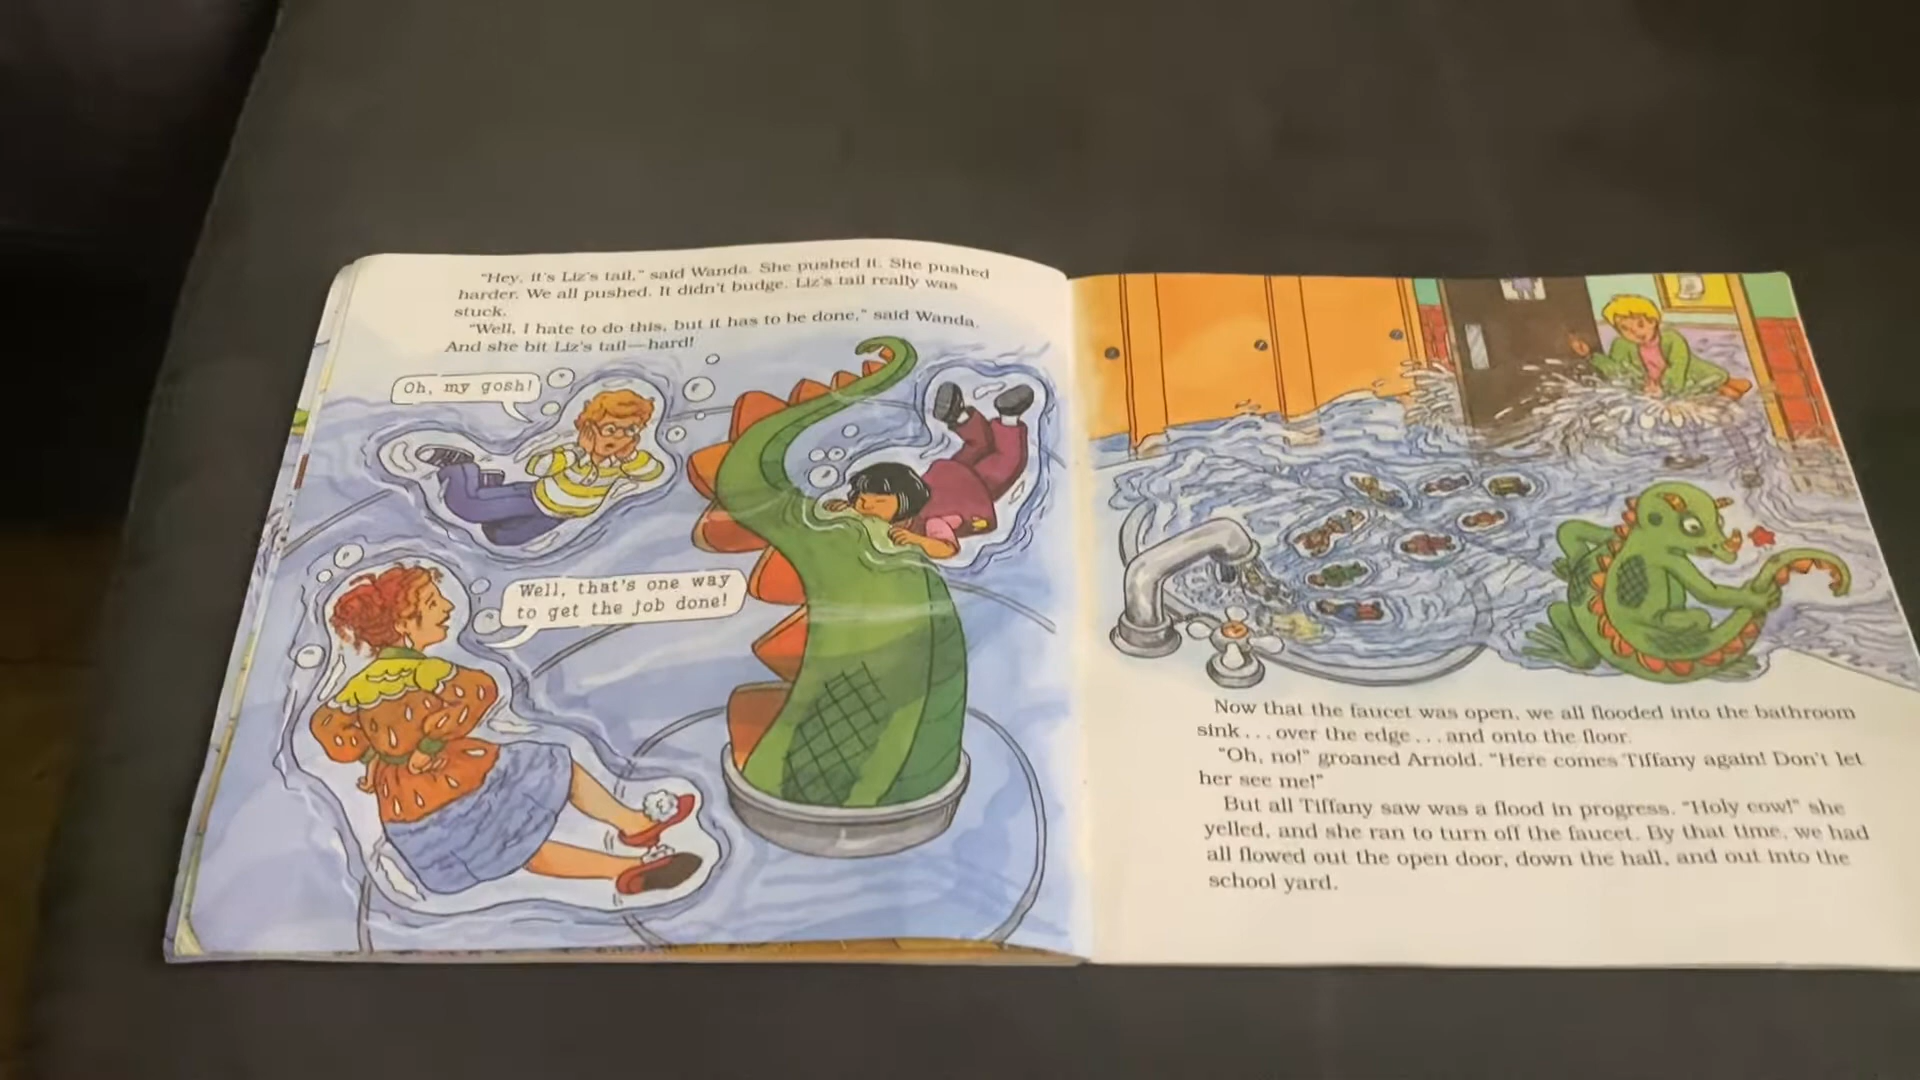 "Hey, it's Liz's tail," said Wanda. She pushed it. She pushed
harder. We all pushed. It didn't budge. Liz's tail really was
stuck.
"Well, I hate to do this, but it has to be done," said Wanda.
And she bit Liz's tail—hard!
Oh, my gosh!
Well, that's one way
to get the job done!
Now that the faucet was open, we all flooded into the bathroom
sink . . . over the edge . . . and onto the floor.
"Oh, no!" groaned Arnold. "Here comes Tiffany again! Don't let
her see me!"
But all Tiffany saw was a flood in progress. "Holy cow!" she
yelled, and she ran to turn off the faucet. By that time, we had
all flowed out the open door, down the hall, and out into the
school yard.